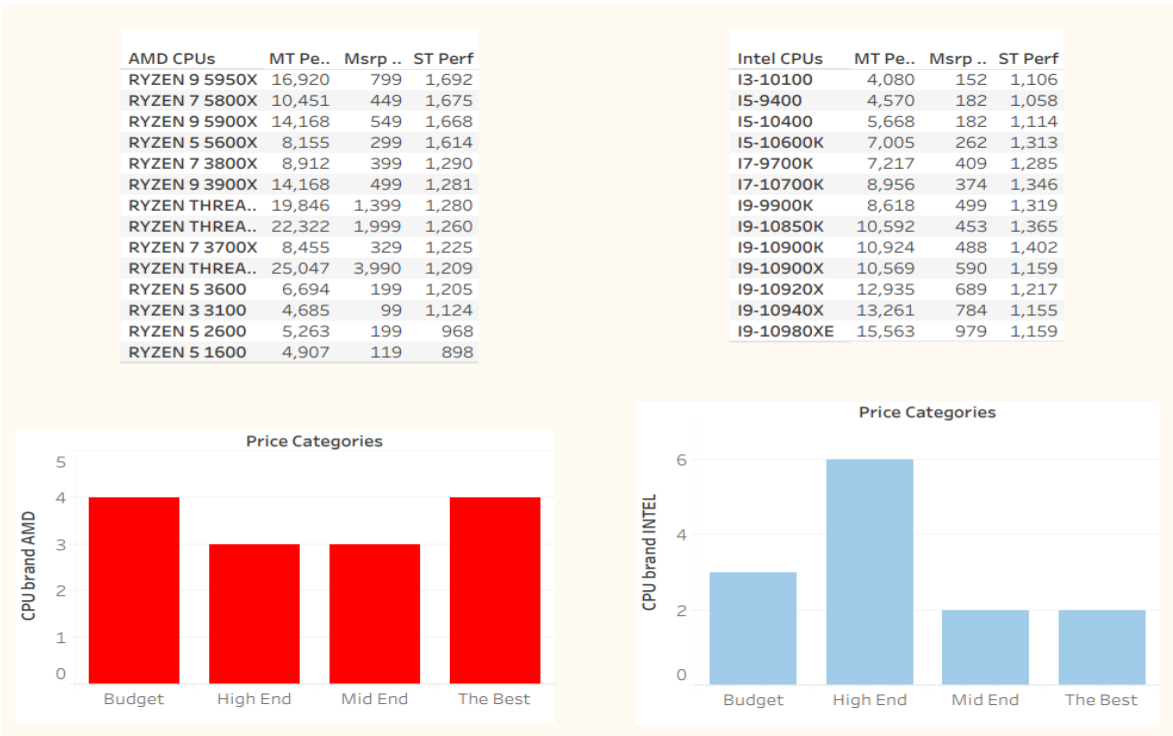 AMD CPUs MT Pe.. Msrp .. ST Perf
RYZEN 9 5950X 16,920 799 1,692
RYZEN 7 5800X 10,451 449 1,675
RYZEN 9 5900X 14,168 549 1,668
RYZEN 5 5600X 8,155 299 1,614
RYZEN 7 3800X 8,912 399 1,290
RYZEN 9 3900X 14,168 499 1,281
RYZEN THREA.. 19,846 1,399 1,280
RYZEN THREA.. 22,322 1,999 1,260
RYZEN 7 3700X 8,455 329 1,225
RYZEN THREA.. 25,047 3,990 1,209
RYZEN 5 3600 6,694 199 1,205
RYZEN 3 3100 4,685 99 1,124
RYZEN 5 2600 5,263 199 968
RYZEN 5 1600 4,907 119 898
Intel CPUs MT Pe.. Msrp .. ST Perf
I3-10100 4,080 152 1,106
I5-9400 4,570 182 1,058
I5-10400 5,668 182 1,114
I5-10600K 7,005 262 1,313
I7-9700K 7,217 409 1,285
I7-10700K 8,956 374 1,346
I9-9900K 8,618 499 1,319
I9-10850K 10,592 453 1,365
I9-10900K 10,924 488 1,402
I9-10900X 10,569 590 1,159
I9-10920X 12,935 689 1,217
I9-10940X 13,261 784 1,155
I9-10980XE 15,563 979 1,159
Price Categories
CPU brand AMD
5
4
3
2
1
0
Budget High End Mid End The Best
Price Categories
CPU brand INTEL
6
4
2
0
Budget High End Mid End The Best